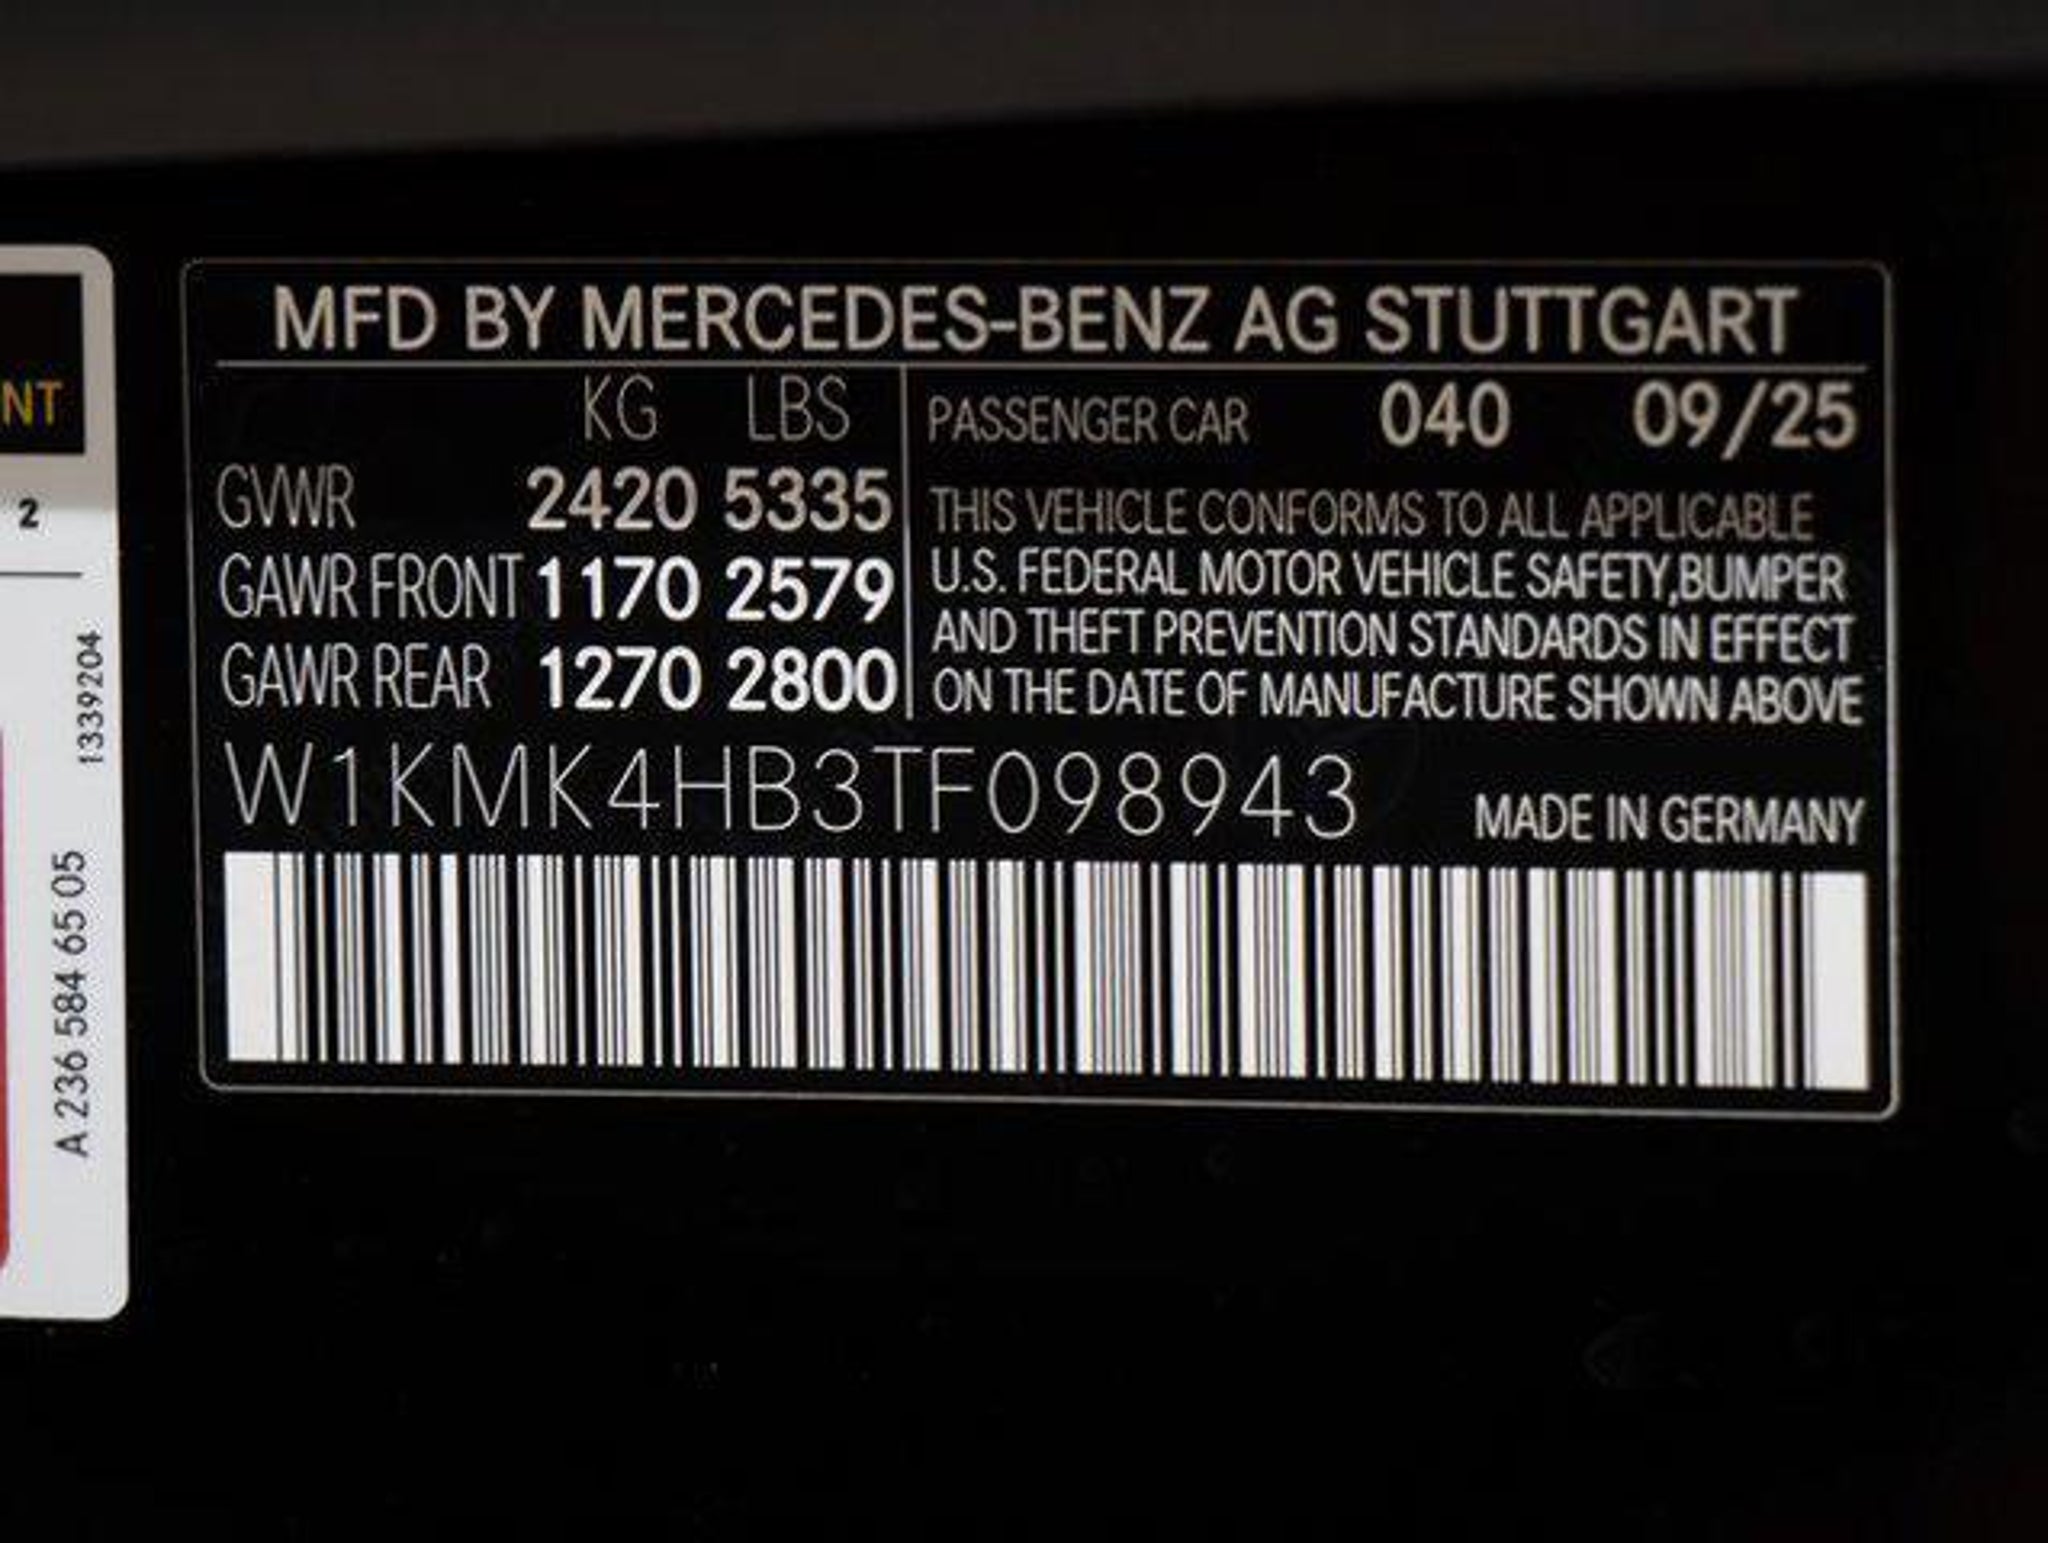 MFD BY MERCEDES-BENZ AG STUTTGART
KG LBS
GVWR 2420 5335
GAWR FRONT 1170 2579
GAWR REAR 1270 2800
PASSENGER CAR 040 09/25
THIS VEHICLE CONFORMS TO ALL APPLICABLE
U.S. FEDERAL MOTOR VEHICLE SAFETY,BUMPER
AND THEFT PREVENTION STANDARDS IN EFFECT
ON THE DATE OF MANUFACTURE SHOWN ABOVE
W1KMK4HB3TF098943
MADE IN GERMANY
NT
2
1339204
A 236 584 65 05